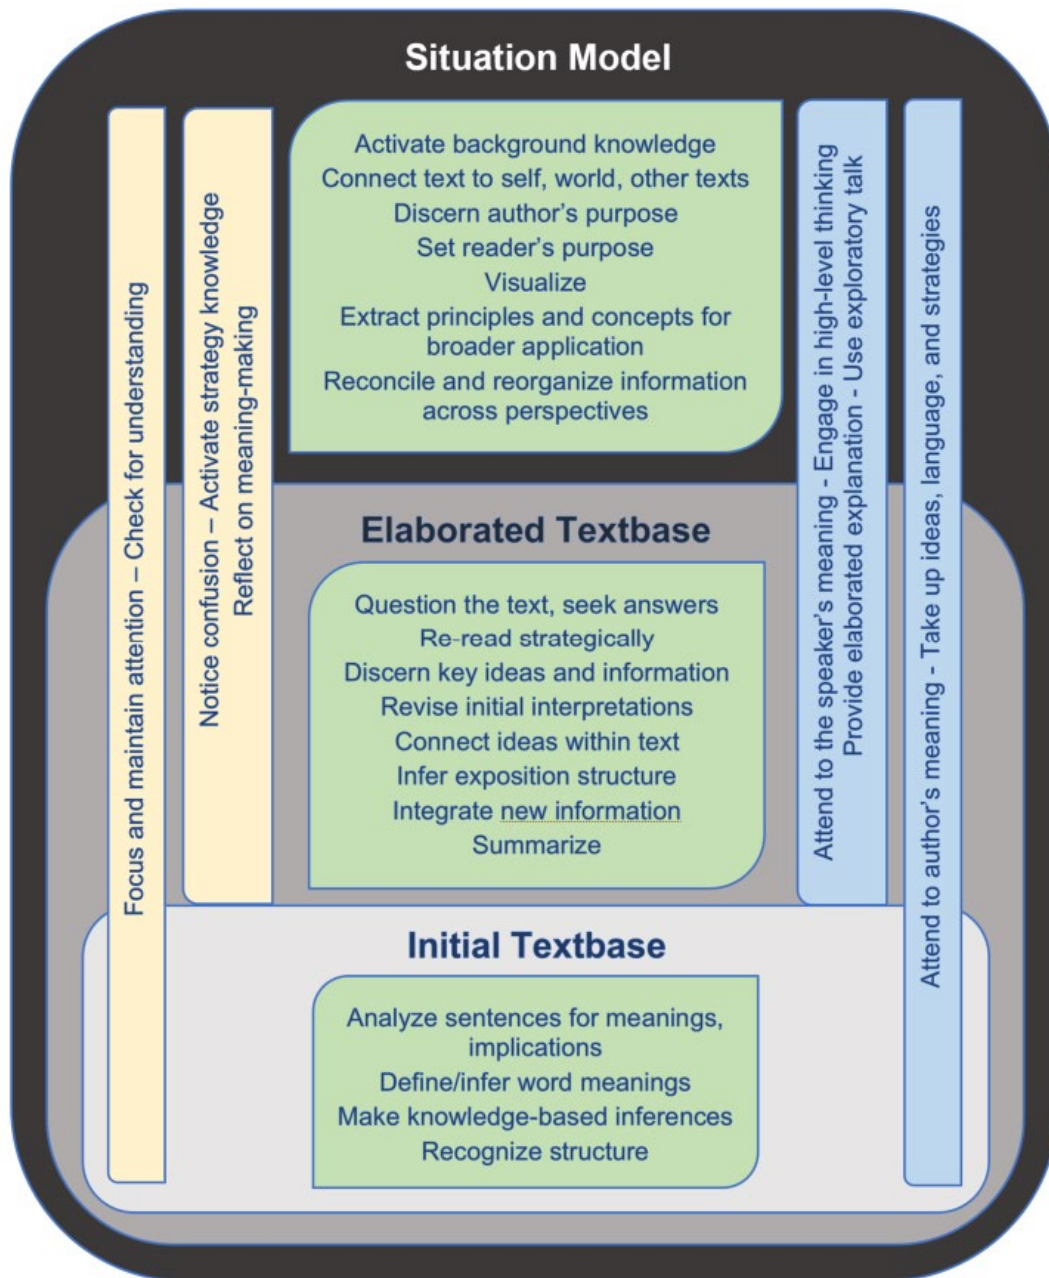 Situation Model
Focus and maintain attention – Check for understanding
Notice confusion – Activate strategy knowledge
Reflect on meaning-making
Activate background knowledge
Connect text to self, world, other texts
Discern author's purpose
Set reader's purpose
Visualize
Extract principles and concepts for
broader application
Reconcile and reorganize information
across perspectives
Attend to the speaker's meaning - Engage in high-level thinking
Provide elaborated explanation - Use exploratory talk
Attend to author's meaning - Take up ideas, language, and strategies
Elaborated Textbase
Question the text, seek answers
Re-read strategically
Discern key ideas and information
Revise initial interpretations
Connect ideas within text
Infer exposition structure
Integrate new information
Summarize
Initial Textbase
Analyze sentences for meanings,
implications
Define/infer word meanings
Make knowledge-based inferences
Recognize structure